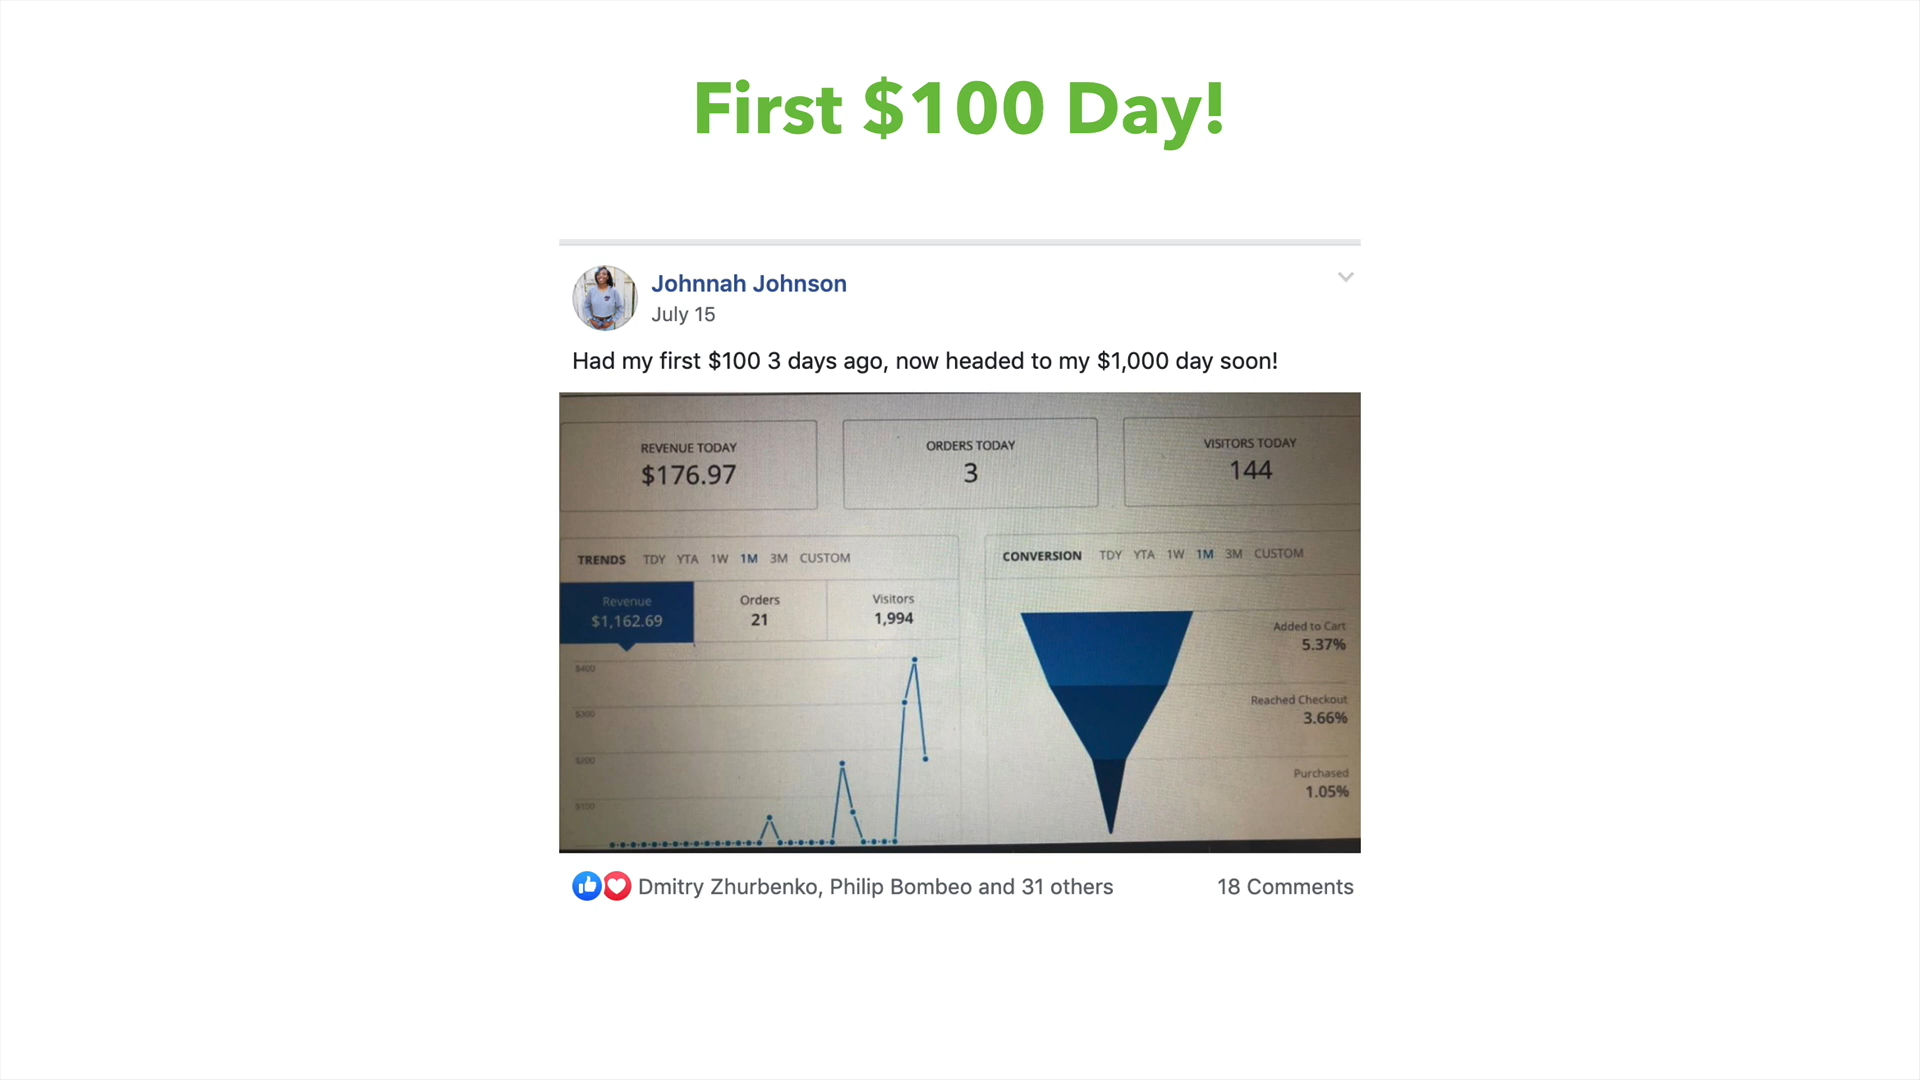 First $100 Day!
Johnnah Johnson
July 15
Had my first $100 3 days ago, now headed to my $1,000 day soon!
REVENUE TODAY
$176.97
ORDERS TODAY
3
VISITORS TODAY
144
TRENDS TDY YTA 1W 1M 3M CUSTOM
Revenue
$1,162.69
Orders
21
Visitors
1,994
$400
$300
$200
$100
CONVERSION TDY YTA 1W 1M 3M CUSTOM
Added to Cart
5.37%
Reached Checkout
3.66%
Purchased
1.05%
Dmitry Zhurbenko, Philip Bombeo and 31 others
18 Comments